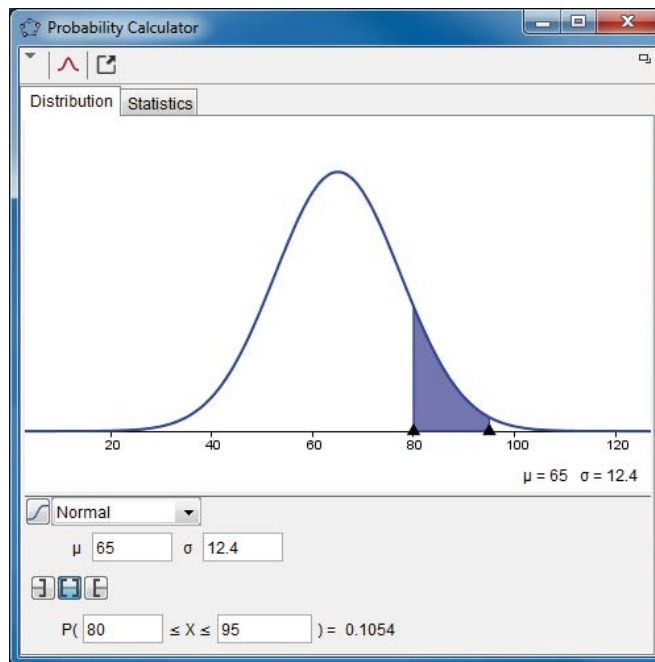 Probability Calculator
Distribution Statistics
20 40 60 80 100 120
μ = 65 σ = 12.4
Normal
μ 65 σ 12.4
P( 80 ≤ X ≤ 95 ) = 0.1054